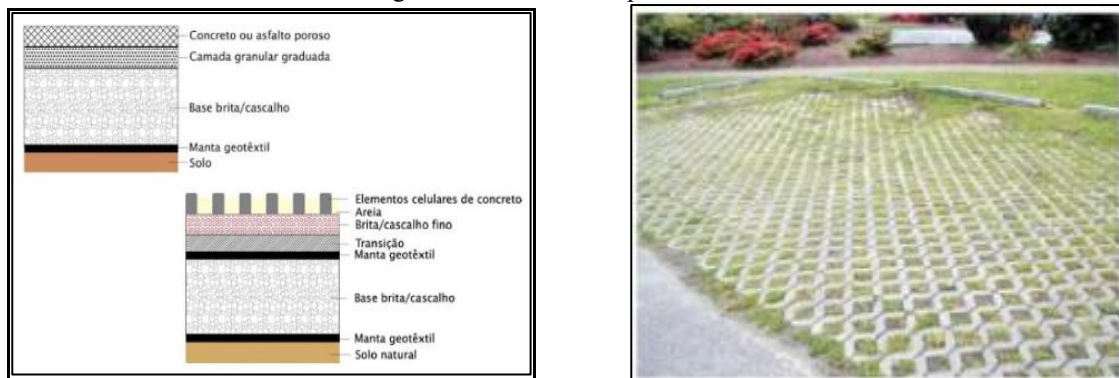 Concreto ou asfalto poroso
Camada granular graduada
Base brita/cascalho
Manta geotêxtil
Solo
Elementos celulares de concreto
Areia
Brita/cascalho fino
Transição
Manta geotêxtil
Base brita/cascalho
Manta geotêxtil
Solo natural